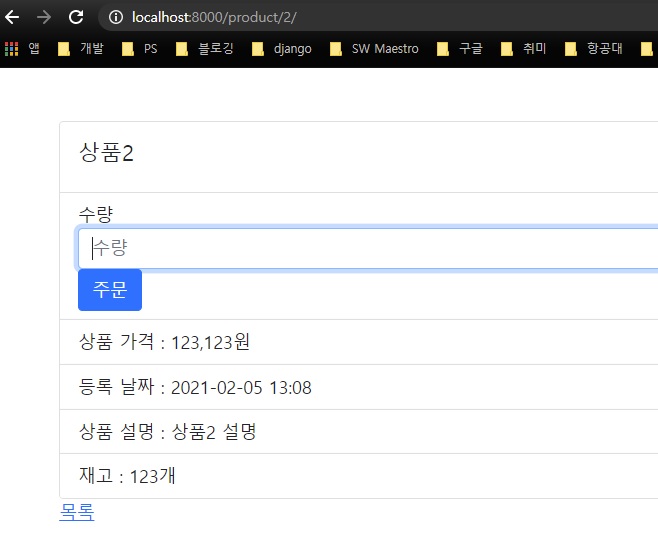 localhost:8000/product/2/
앱 개발 PS 블로깅 django SW Maestro 구글 취미 항공대
상품2
수량
수량
주문
상품 가격 : 123,123원
등록 날짜 : 2021-02-05 13:08
상품 설명 : 상품2 설명
재고 : 123개
목록